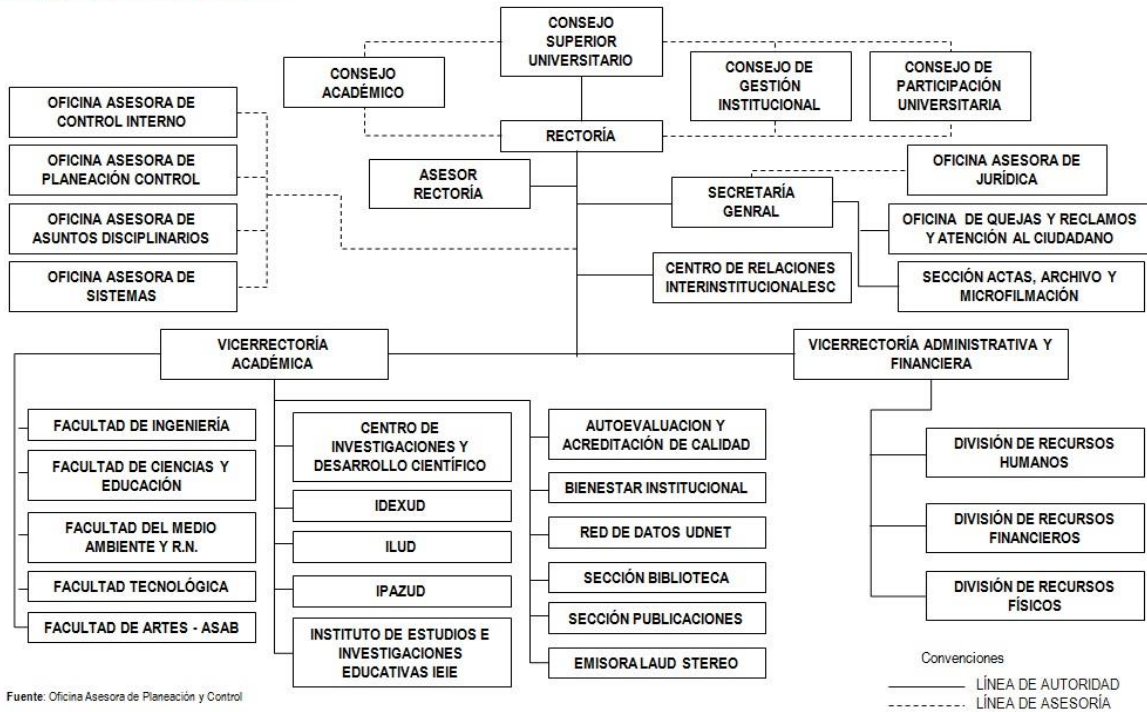 CONSEJO
SUPERIOR
UNIVERSITARIO
CONSEJO
ACADÉMICO
CONSEJO DE
GESTIÓN
INSTITUCIONAL
CONSEJO DE
PARTICIPACIÓN
UNIVERSITARIA
OFICINA ASESORA DE
CONTROL INTERNO
RECTORÍA
OFICINA ASESORA DE
PLANEACIÓN CONTROL
ASESOR
RECTORÍA
OFICINA ASESORA DE
JURÍDICA
SECRETARÍA
GENRAL
OFICINA ASESORA DE
ASUNTOS DISCIPLINARIOS
OFICINA DE QUEJAS Y RECLAMOS
Y ATENCIÓN AL CIUDADANO
OFICINA ASESORA DE
SISTEMAS
CENTRO DE RELACIONES
INTERINSTITUCIONALESC
SECCIÓN ACTAS, ARCHIVO Y
MICROFILMACIÓN
VICERRECTORÍA
ACADÉMICA
VICERRECTORÍA ADMINISTRATIVA Y
FINANCIERA
FACULTAD DE INGENIERÍA
FACULTAD DE CIENCIAS Y
EDUCACIÓN
FACULTAD DEL MEDIO
AMBIENTE Y R.N.
FACULTAD TECNOLÓGICA
FACULTAD DE ARTES - ASAB
CENTRO DE
INVESTIGACIONES Y
DESARROLLO CIENTÍFICO
IDEXUD
ILUD
IPAZUD
INSTITUTO DE ESTUDIOS E
INVESTIGACIONES
EDUCATIVAS IEIE
AUTOEVALUACION Y
ACREDITACIÓN DE CALIDAD
BIENESTAR INSTITUCIONAL
RED DE DATOS UDNET
SECCIÓN BIBLIOTECA
SECCIÓN PUBLICACIONES
EMISORA LAUD STEREO
DIVISIÓN DE RECURSOS
HUMANOS
DIVISIÓN DE RECURSOS
FINANCIEROS
DIVISIÓN DE RECURSOS
FÍSICOS
Convenciones
LÍNEA DE AUTORIDAD
LÍNEA DE ASESORÍA
Fuente: Oficina Asesora de Planeación y Control